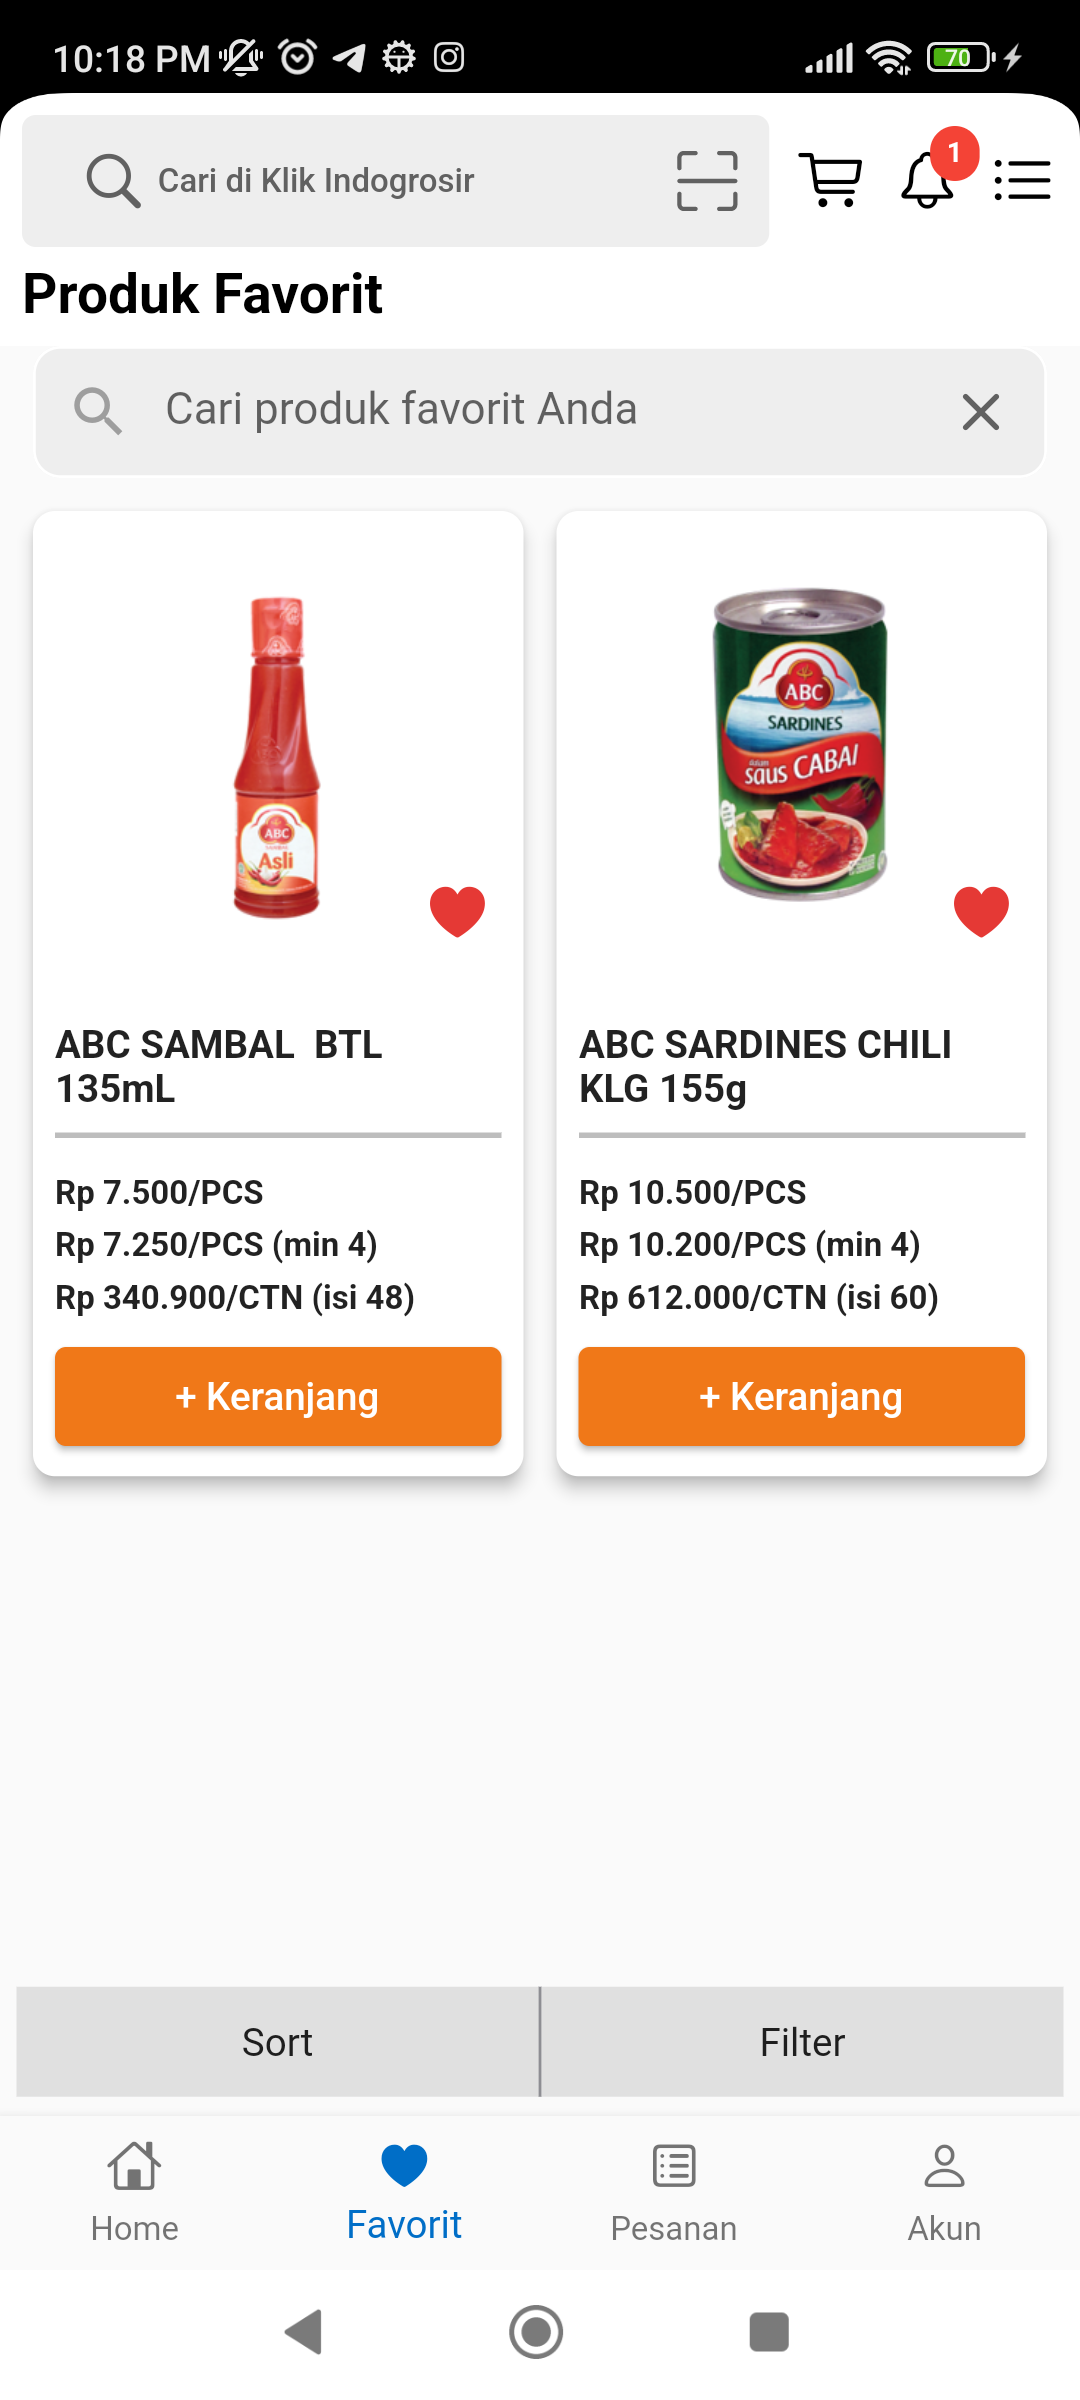 10:18 PM
70
Cari di Klik Indogrosir
1
Produk Favorit
Cari produk favorit Anda
ABC
Asli
ABC
SARDINES
dalam
saus CABAI
ABC SAMBAL  BTL
135mL
Rp 7.500/PCS
Rp 7.250/PCS (min 4)
Rp 340.900/CTN (isi 48)
+ Keranjang
ABC SARDINES CHILI
KLG 155g
Rp 10.500/PCS
Rp 10.200/PCS (min 4)
Rp 612.000/CTN (isi 60)
+ Keranjang
Sort
Filter
Home
Favorit
Pesanan
Akun